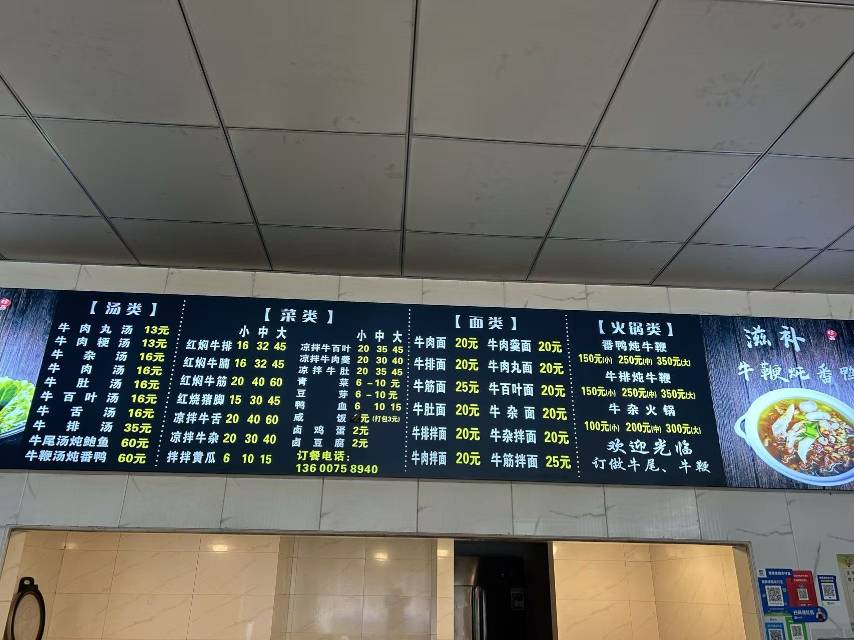 【汤类】
牛肉丸汤 13元
牛肉梗汤 13元
牛杂汤 16元
牛肉汤 16元
牛肚汤 16元
牛百叶汤 16元
牛舌汤 16元
牛排汤 35元
牛尾汤炖鲍鱼 60元
牛鞭汤炖番鸭 60元
【菜类】
小 中 大
红焖牛排 16 32 45
红焖牛腩 16 32 45
红焖牛筋 20 40 60
红烧猪脚 15 30 45
凉拌牛舌 20 40 60
凉拌牛杂 20 30 40
拌拌黄瓜 6 10 15
小 中 大
凉拌牛百叶 20 35 45
凉拌牛肉羹 20 30 40
凉拌牛肚 20 35 45
青菜 6-10元
豆芽 6-10元
鸭血 6 10 15
咸饭 元(打包3元)
卤鸡蛋 2元
卤豆腐 2元
订餐电话:
136 0075 8940
【面类】
牛肉面 20元 牛肉羹面 20元
牛排面 20元 牛肉丸面 20元
牛筋面 25元 牛百叶面 20元
牛肚面 20元 牛杂面 20元
牛排拌面 20元 牛杂拌面 20元
牛肉拌面 20元 牛筋拌面 25元
【火锅类】
番鸭炖牛鞭
150元(小) 250元(中) 350元(大)
牛排炖牛鞭
150元(小) 250元(中) 350元(大)
牛杂火锅
100元(小) 200元(中) 300元(大)
欢迎光临
订做牛尾、牛鞭
滋补
牛鞭炖番鸭